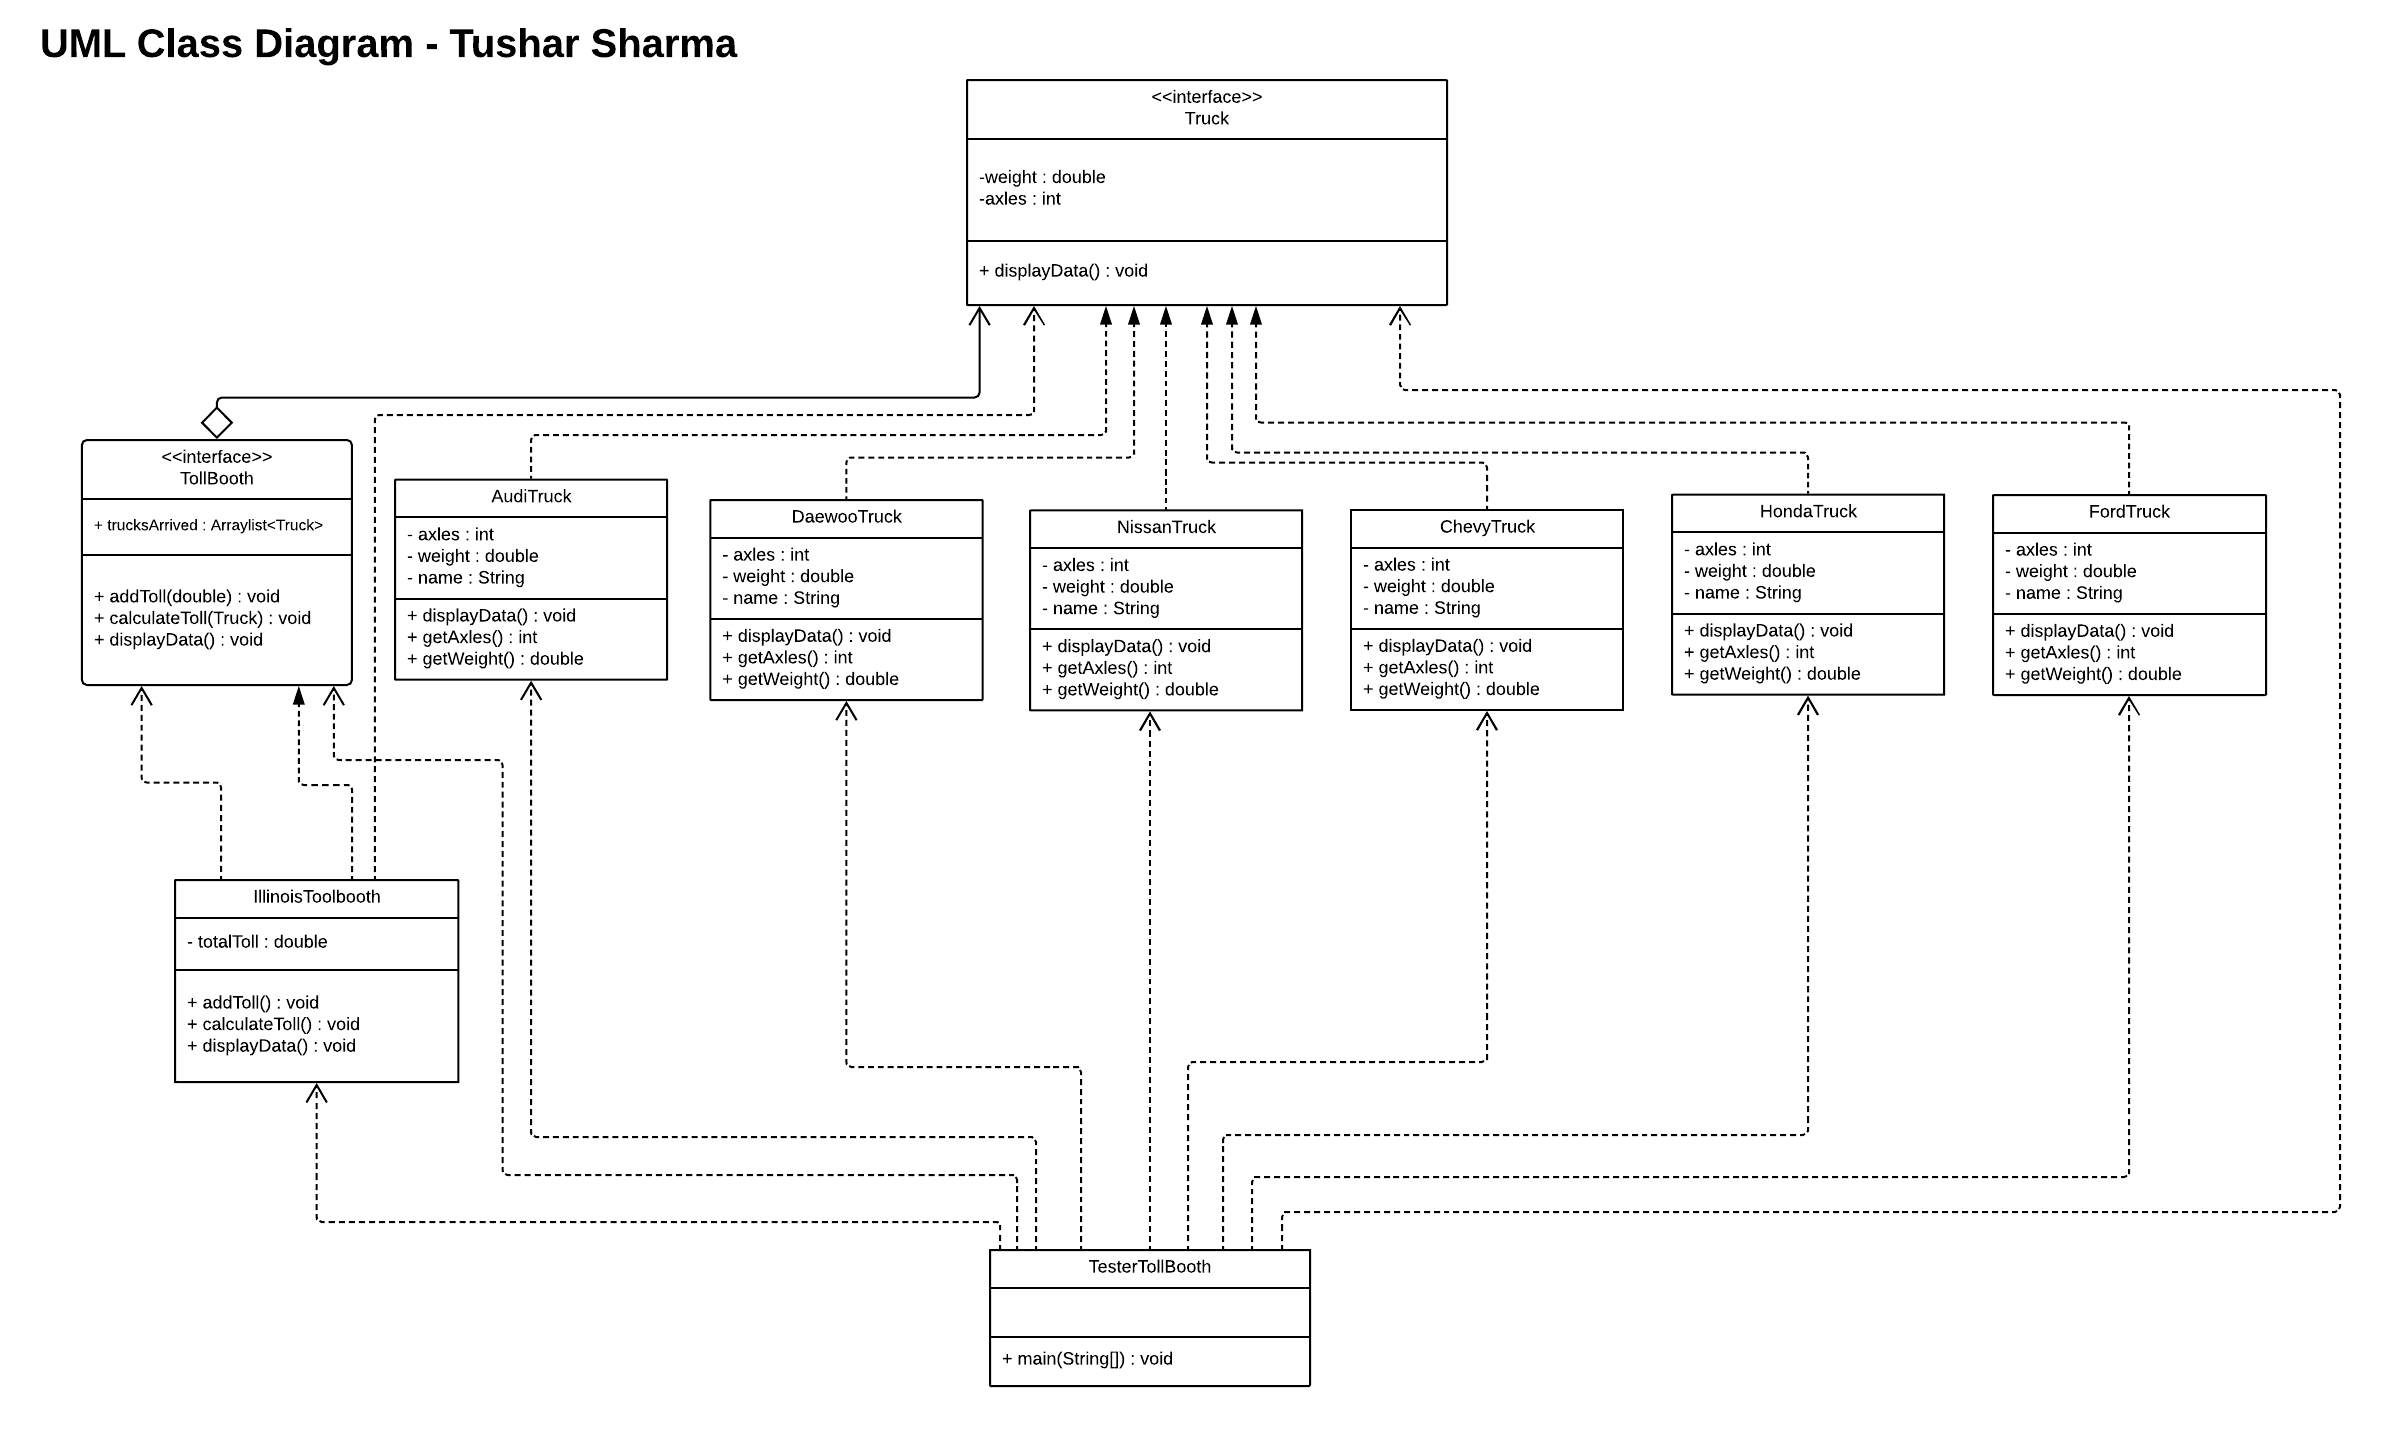 UML Class Diagram - Tushar Sharma
<<interface>>
Truck
-weight : double
-axles : int
+ displayData() : void
<<interface>>
TollBooth
+ trucksArrived : Arraylist<Truck>
+ addToll(double) : void
+ calculateToll(Truck) : void
+ displayData() : void
AudiTruck
- axles : int
- weight : double
- name : String
+ displayData() : void
+ getAxles() : int
+ getWeight() : double
DaewooTruck
- axles : int
- weight : double
- name : String
+ displayData() : void
+ getAxles() : int
+ getWeight() : double
NissanTruck
- axles : int
- weight : double
- name : String
+ displayData() : void
+ getAxles() : int
+ getWeight() : double
ChevyTruck
- axles : int
- weight : double
- name : String
+ displayData() : void
+ getAxles() : int
+ getWeight() : double
HondaTruck
- axles : int
- weight : double
- name : String
+ displayData() : void
+ getAxles() : int
+ getWeight() : double
FordTruck
- axles : int
- weight : double
- name : String
+ displayData() : void
+ getAxles() : int
+ getWeight() : double
IllinoisToolbooth
- totalToll : double
+ addToll() : void
+ calculateToll() : void
+ displayData() : void
TesterTollBooth
+ main(String[]) : void